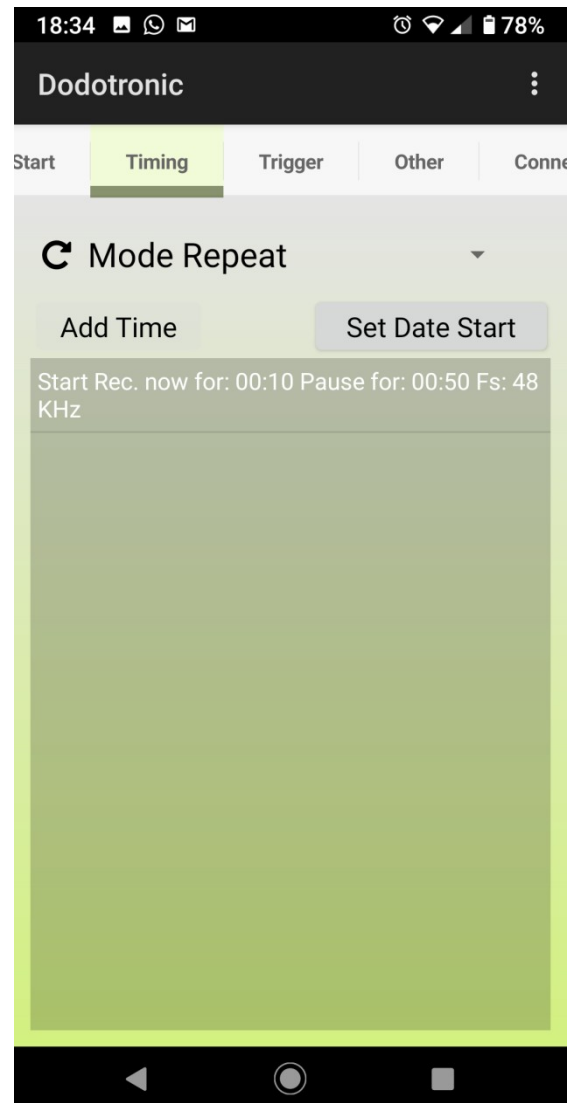 18:34 78%
Dodotronic
Start Timing Trigger Other Conne
Mode Repeat
Add Time Set Date Start
Start Rec. now for: 00:10 Pause for: 00:50 Fs: 48
KHz